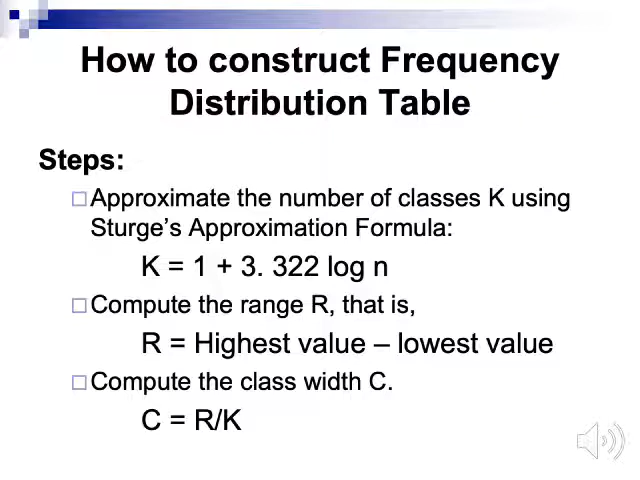 How to construct Frequency
Distribution Table
Steps:
Approximate the number of classes K using
Sturge's Approximation Formula:
K = 1 + 3. 322 log n
Compute the range R, that is,
R = Highest value – lowest value
Compute the class width C.
C = R/K